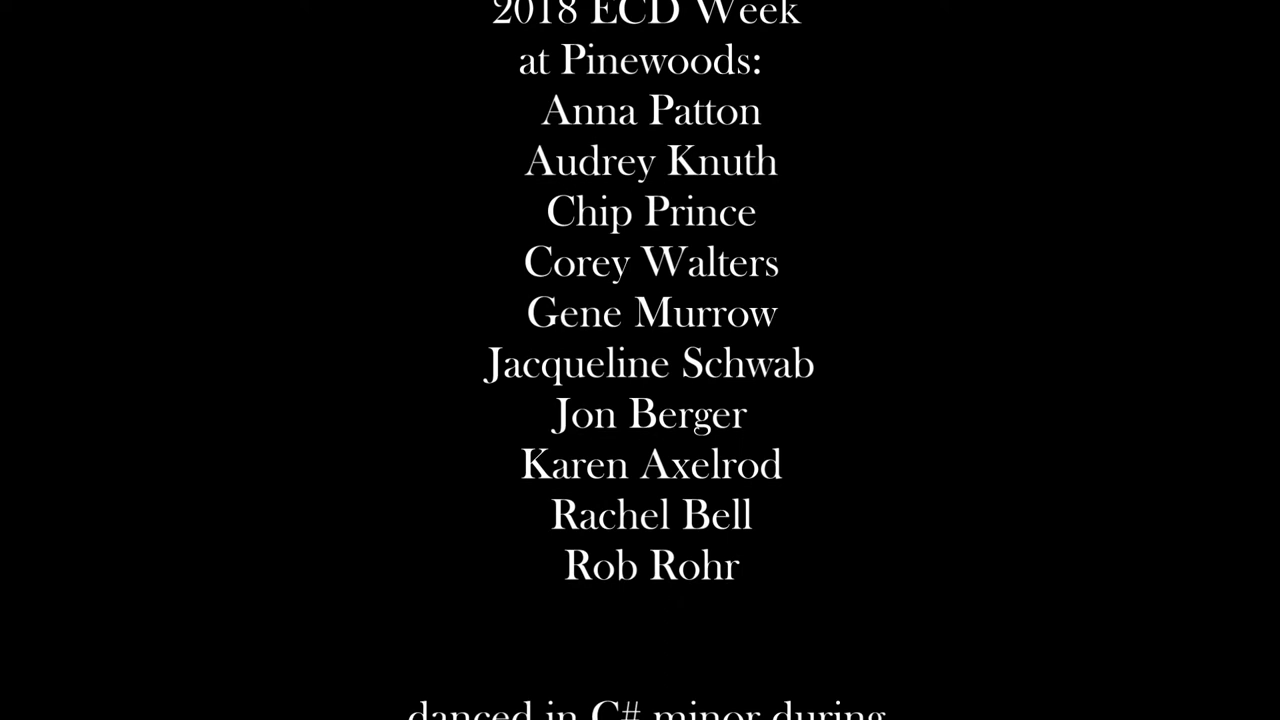 2018 ECD Week
at Pinewoods:
Anna Patton
Audrey Knuth
Chip Prince
Corey Walters
Gene Murrow
Jacqueline Schwab
Jon Berger
Karen Axelrod
Rachel Bell
Rob Rohr
danced in C# minor during